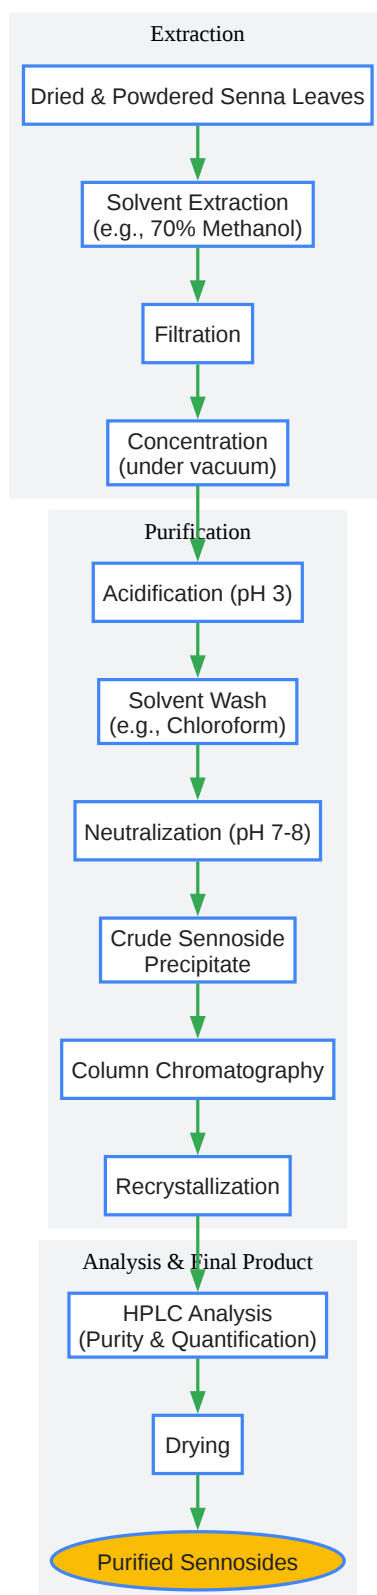 Extraction
Dried & Powdered Senna Leaves
Solvent Extraction
(e.g., 70% Methanol)
Filtration
Concentration
(under vacuum)
Purification
Acidification (pH 3)
Solvent Wash
(e.g., Chloroform)
Neutralization (pH 7-8)
Crude Sennoside
Precipitate
Column Chromatography
Recrystallization
Analysis & Final Product
HPLC Analysis
(Purity & Quantification)
Drying
Purified Sennosides